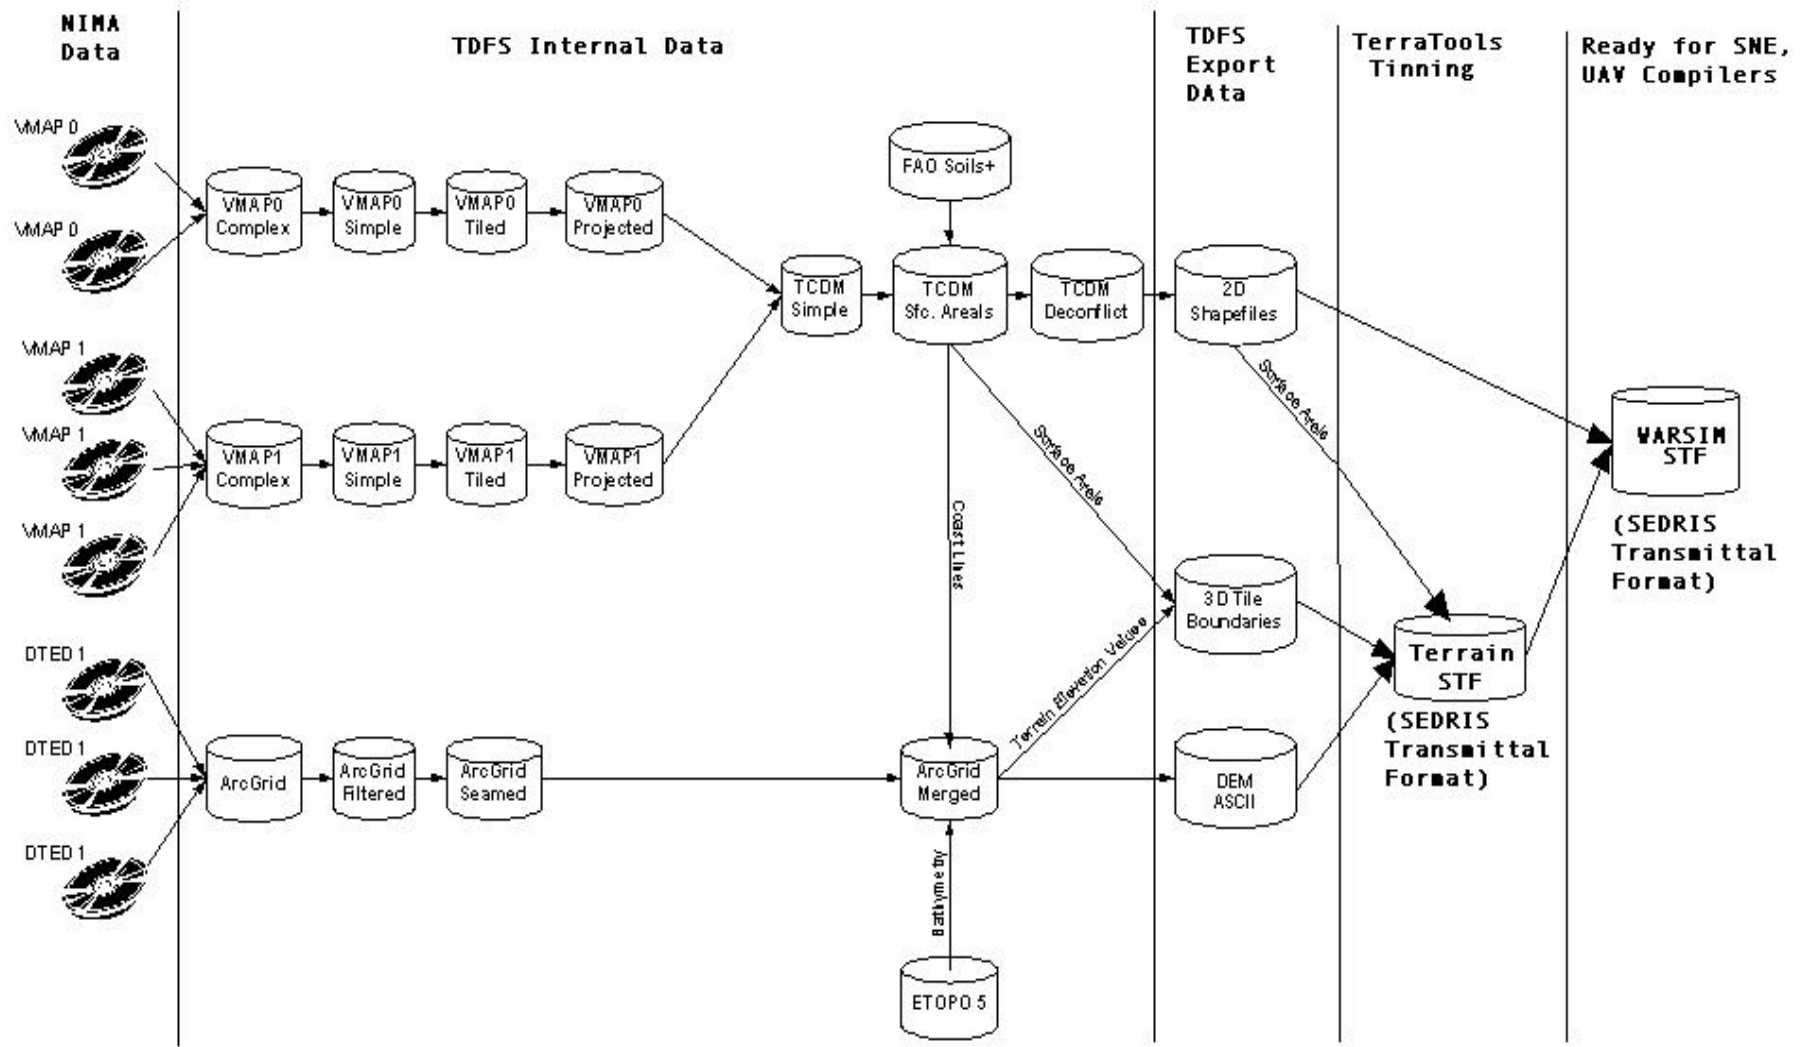 NIMA
Data
TDFS Internal Data
TDFS
Export
DAta
TerraTools
Tinning
Ready for SNE,
UAV Compilers
VMAP 0
VMAP 0
VMAP 1
VMAP 1
VMAP 1
DTED 1
DTED 1
DTED 1
VMAP0
Complex
VMAP0
Simple
VMAP0
Tiled
VMAP0
Projected
FAO Soils+
TCDM
Simple
TCDM
Sfc. Areals
TCDM
Deconflict
2D
Shapefiles
VMAP1
Complex
VMAP1
Simple
VMAP1
Tiled
VMAP1
Projected
Surface Arels
Surface Arels
Coast Lines
WARSIM
STF
(SEDRIS
Transmittal
Format)
3D Tile
Boundaries
Terrain Elevation Values
Terrain
STF
(SEDRIS
Transmittal
Format)
ArcGrid
ArcGrid
Filtered
ArcGrid
Seamed
ArcGrid
Merged
DEM
ASCII
Bathymetry
ETOPO 5